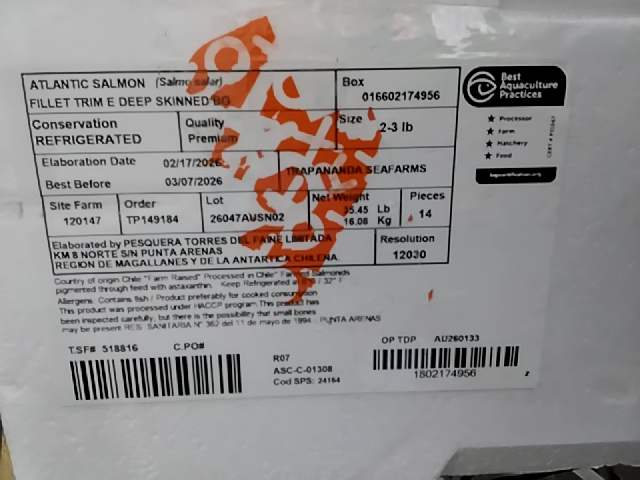 ATLANTIC SALMON (Salmo salar)
FILLET TRIM E DEEP SKINNED BQ
Box
016602174956
Best
Aquaculture
Practices
Processor
Farm
Hatchery
Feed
bapcertification.org
Conservation
REFRIGERATED
Quality
Premium
Size
2-3 lb
Elaboration Date 02/17/2026
Best Before 03/07/2026
TRAPANANDA SEAFARMS
Site Farm
120147
Order
TP149184
Lot
26047AUSN02
Net Weight
35.45 Lb
16.08 Kg
Pieces
14
Elaborated by PESQUERA TORRES DEL PAINE LIMITADA
KM 8 NORTE S/N PUNTA ARENAS
REGION DE MAGALLANES Y DE LA ANTARTICA CHILENA.
Resolution
12030
Country of origin Chile "Farm Raised" Processed in Chile" Farmed Salmonids
pigmented through feed with astaxanthin. Keep Refrigerated at / 32° F
Allergens. Contains fish / Product preferably for cooked consumption
This product was processed under HACCP program This product has
been inspected carefully, but there is the possibility that small bones
may be present RES. SANITARIA N° 362 del 11 de mayo de 1994 . PUNTA ARENAS
T.SF# 518816 C.PO#
R07
ASC-C-01308
Cod SPS: 24164
OP TDP AU260133
1802174956